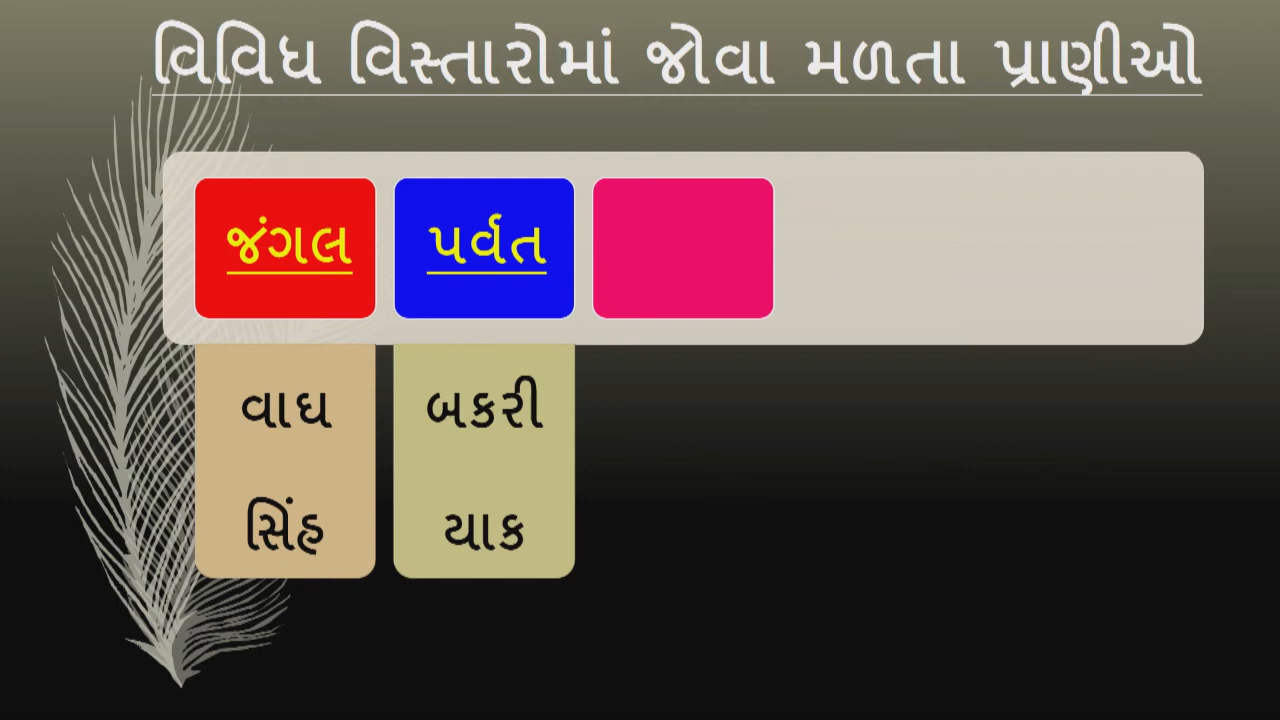 વિવિધ વિસ્તારોમાં જોવા મળતા પ્રાણીઓ
જંગલ
પર્વત
વાઘ
બકરી
સિંહ
યાક